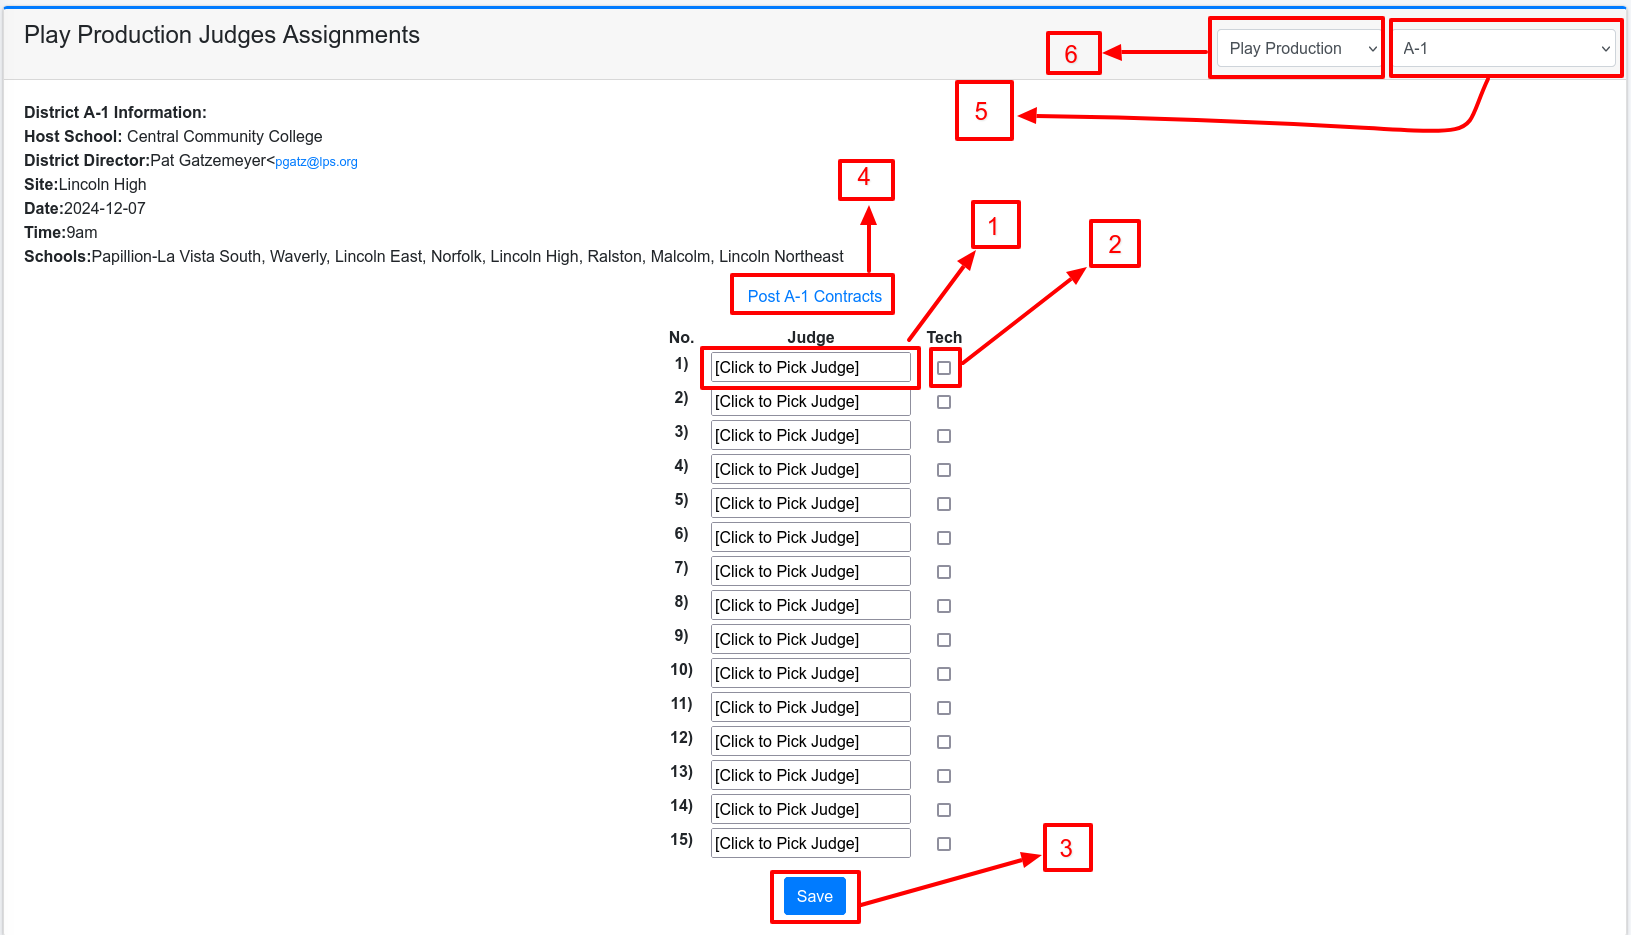 Play Production Judges Assignments
6
Play Production
A-1
5
District A-1 Information:
Host School: Central Community College
District Director:Pat Gatzemeyer<pgatz@lps.org
Site:Lincoln High
Date:2024-12-07
Time:9am
Schools:Papillion-La Vista South, Waverly, Lincoln East, Norfolk, Lincoln High, Ralston, Malcolm, Lincoln Northeast
4
1
2
Post A-1 Contracts
No. Judge Tech
1) [Click to Pick Judge]
2) [Click to Pick Judge]
3) [Click to Pick Judge]
4) [Click to Pick Judge]
5) [Click to Pick Judge]
6) [Click to Pick Judge]
7) [Click to Pick Judge]
8) [Click to Pick Judge]
9) [Click to Pick Judge]
10) [Click to Pick Judge]
11) [Click to Pick Judge]
12) [Click to Pick Judge]
13) [Click to Pick Judge]
14) [Click to Pick Judge]
15) [Click to Pick Judge]
3
Save